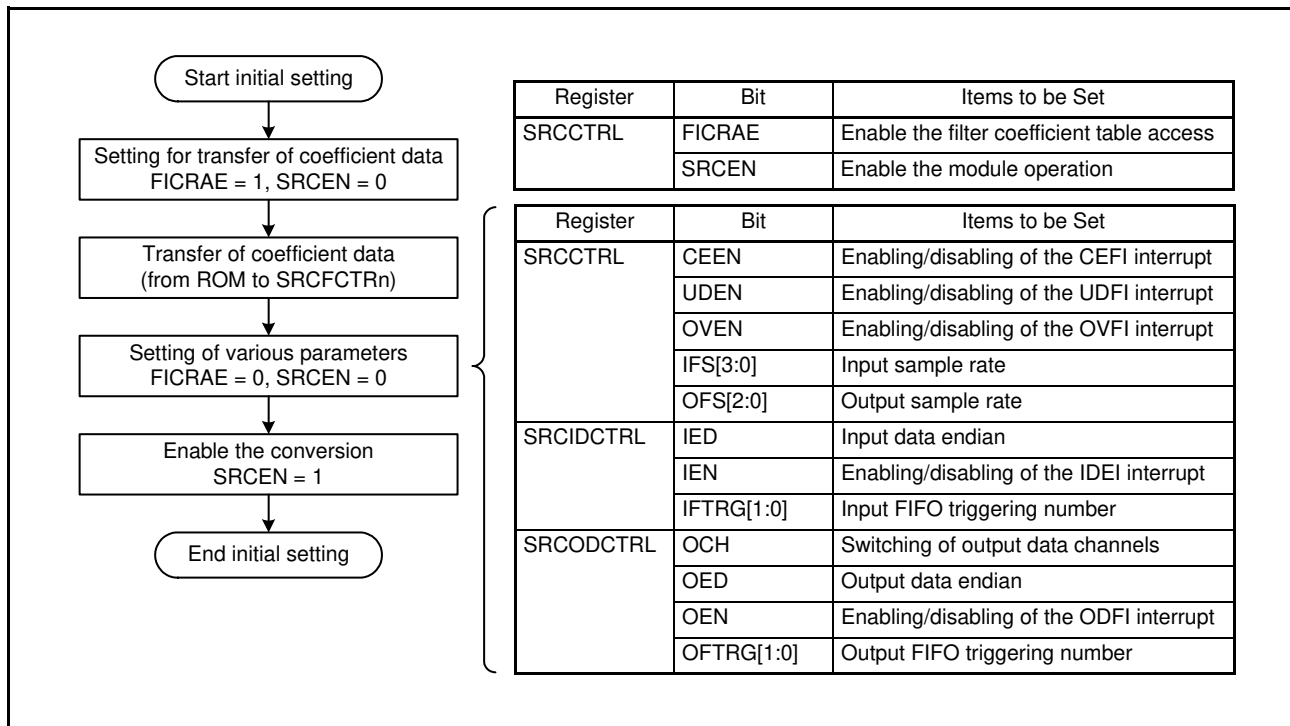 Start initial setting
Setting for transfer of coefficient data
FICRAE = 1, SRCEN = 0
Transfer of coefficient data
(from ROM to SRCFCTRn)
Setting of various parameters
FICRAE = 0, SRCEN = 0
Enable the conversion
SRCEN = 1
End initial setting
Register Bit Items to be Set
SRCCTRL FICRAE Enable the filter coefficient table access
SRCEN Enable the module operation
Register Bit Items to be Set
SRCCTRL CEEN Enabling/disabling of the CEFI interrupt
UDEN Enabling/disabling of the UDFI interrupt
OVEN Enabling/disabling of the OVFI interrupt
IFS[3:0] Input sample rate
OFS[2:0] Output sample rate
SRCIDCTRL IED Input data endian
IEN Enabling/disabling of the IDEI interrupt
IFTRG[1:0] Input FIFO triggering number
SRCODCTRL OCH Switching of output data channels
OED Output data endian
OEN Enabling/disabling of the ODFI interrupt
OFTRG[1:0] Output FIFO triggering number